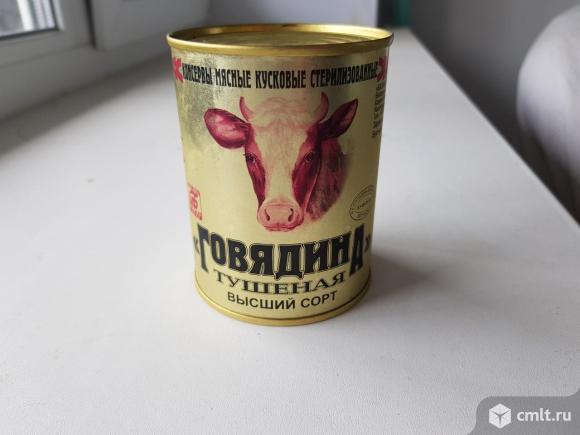 КОНСЕРВЫ МЯСНЫЕ КУСКОВЫЕ СТЕРИЛИЗОВАННЫЕ
«ГОВЯДИНА»
ТУШЕНАЯ
ВЫСШИЙ СОРТ
cmlt.ru